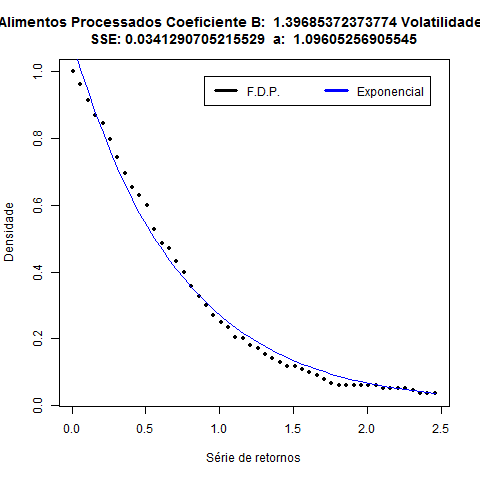 Alimentos Processados Coeficiente B: 1.39685372373774 Volatilidade
SSE: 0.0341290705215529 a: 1.09605256905545
F.D.P.
Exponencial
Densidade
1.0
0.8
0.6
0.4
0.2
0.0
0.0 0.5 1.0 1.5 2.0 2.5
Série de retornos